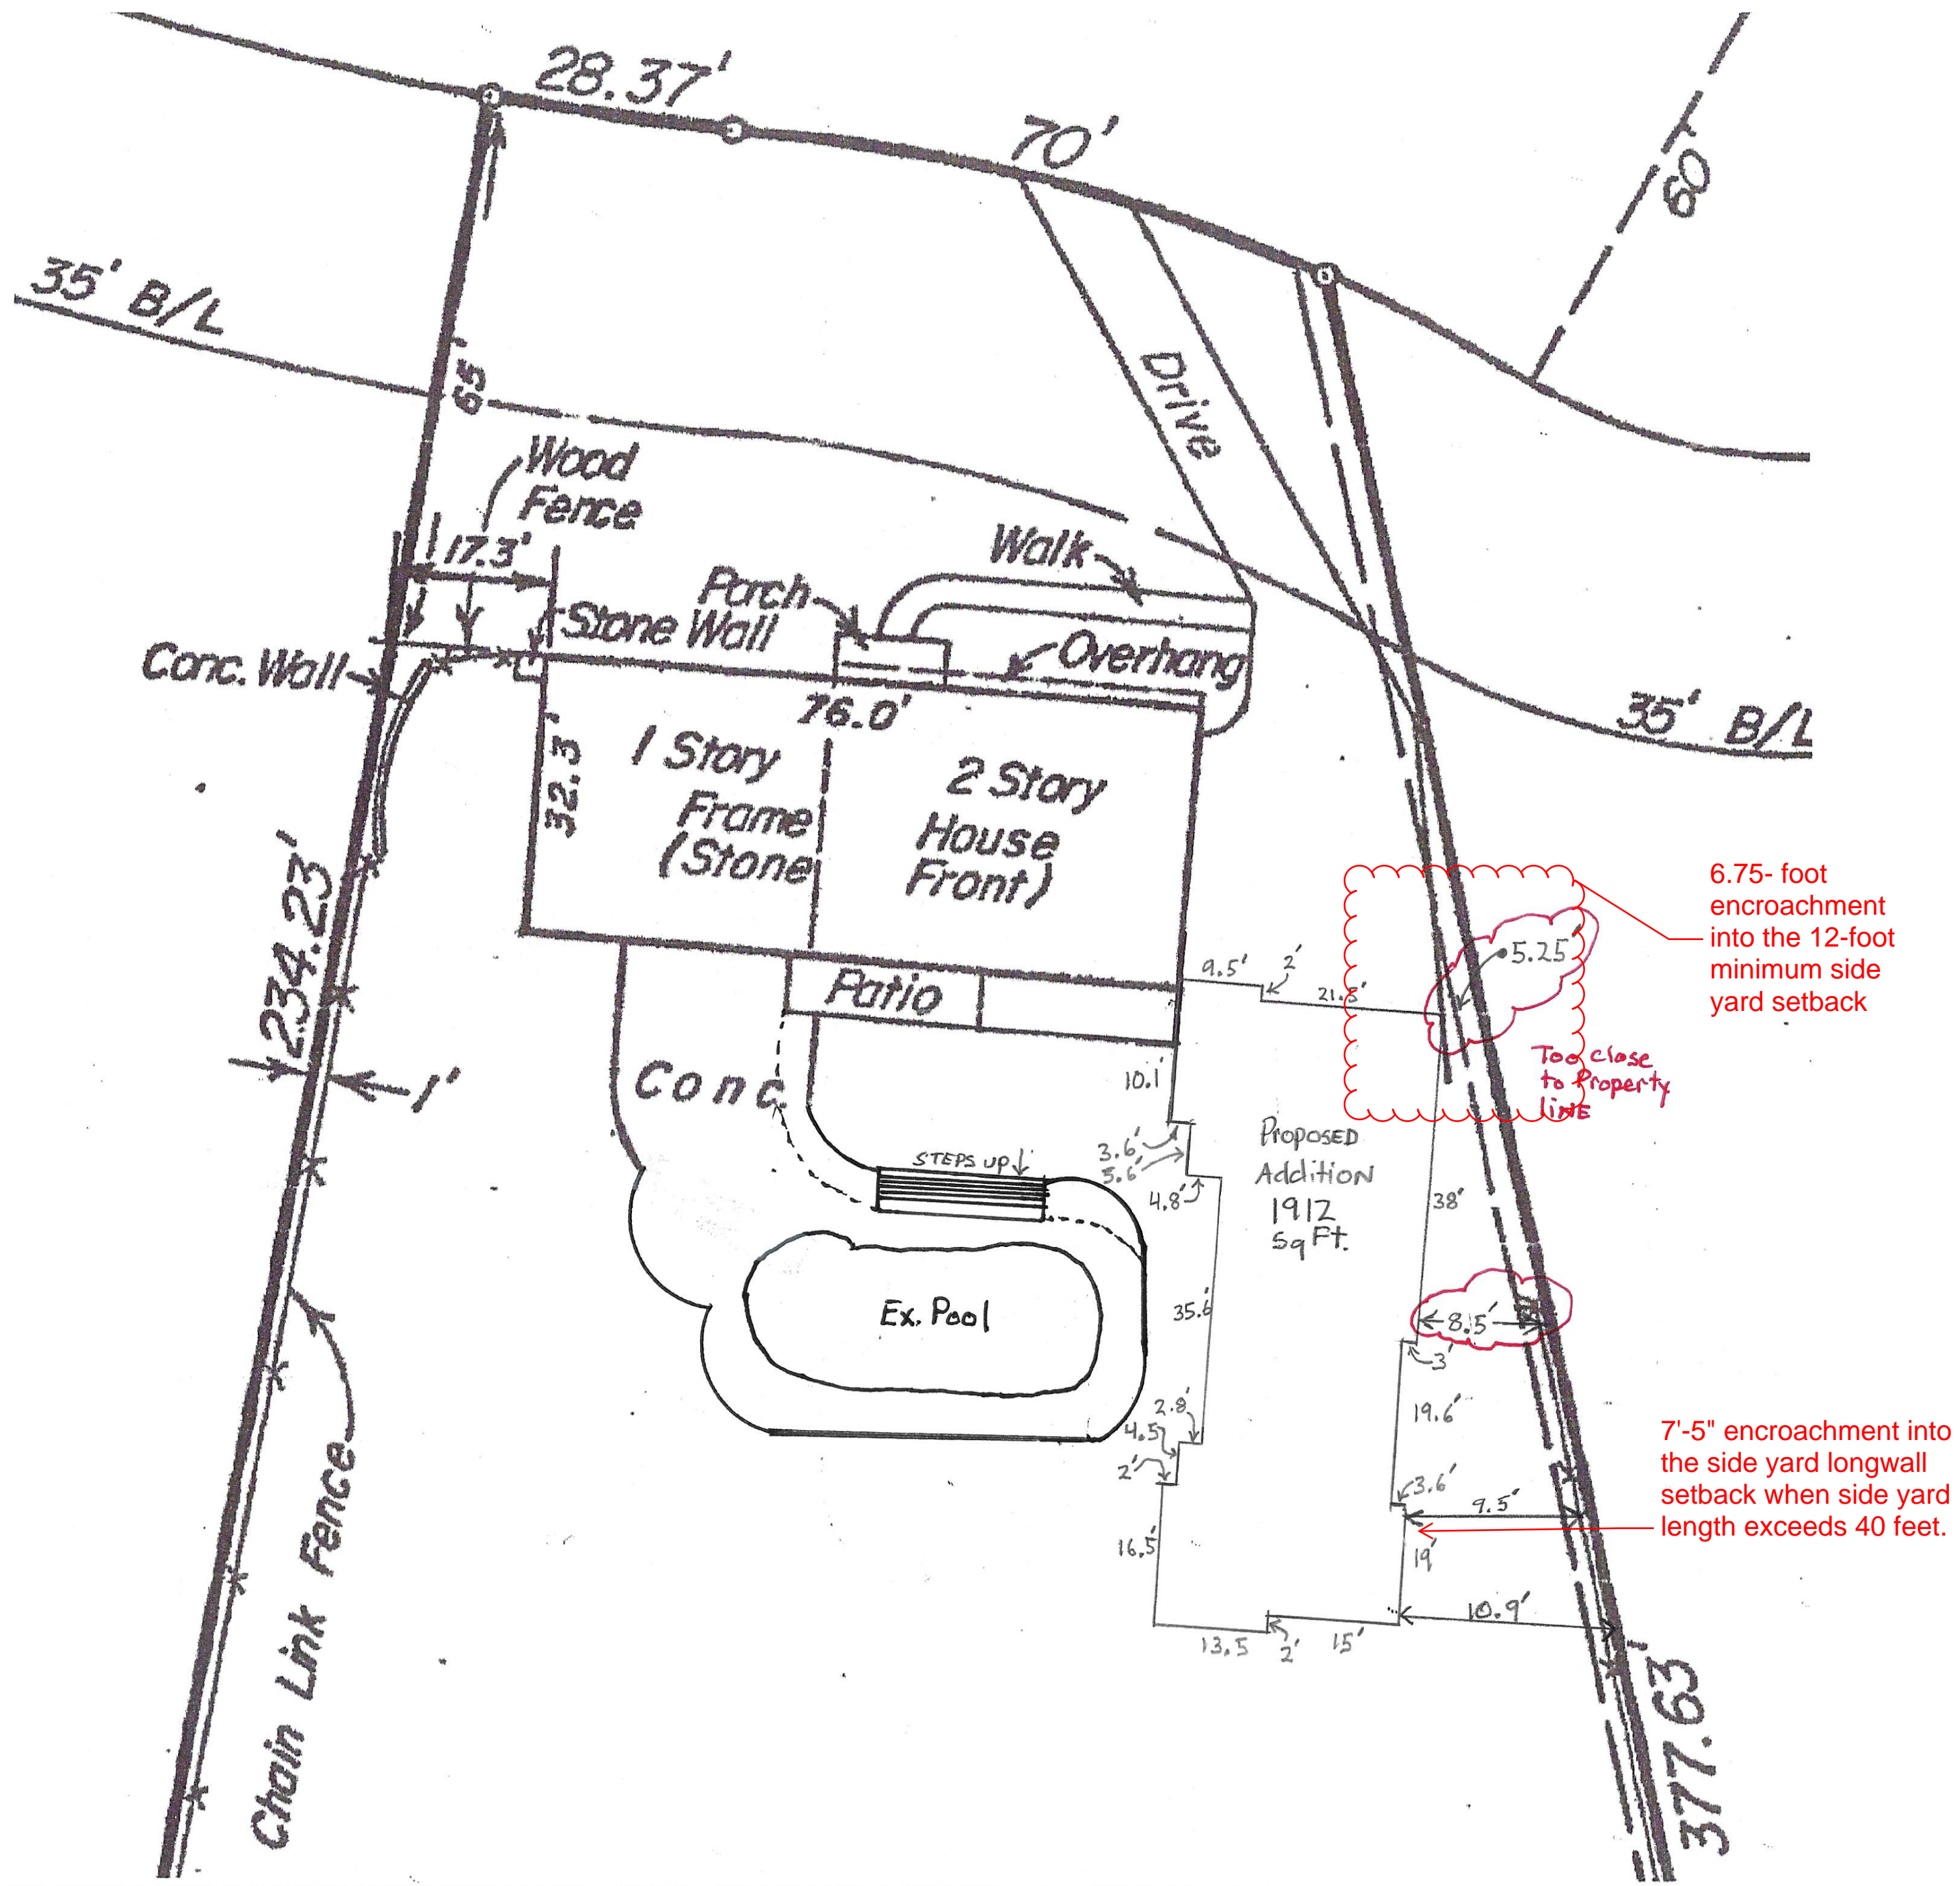 28.37'
70'
60'
35' B/L
65'
Drive
Wood
Fence
17.3'
Walk
Porch
Stone Wall
Overhang
Conc. Wall
76.0'
35' B/L
32.3'
1 Story
Frame
(Stone
2 Story
House
Front)
6.75- foot
encroachment
into the 12-foot
minimum side
yard setback
5.25'
9.5'
2'
21.5'
Patio
234.23'
1'
Conc.
10.1'
Too close
to Property
liNE
Proposed
Addition
1912
Sq Ft.
3.6'
5.6'
4.8'
STEPS UP
38'
Ex. Pool
35.6'
8.5'
3'
2.8'
4.5'
2'
19.6'
3.6'
9.5'
7'-5" encroachment into
the side yard longwall
setback when side yard
length exceeds 40 feet.
16.5'
19'
10.9'
13.5
2'
15'
Chain Link Fence
377.63'